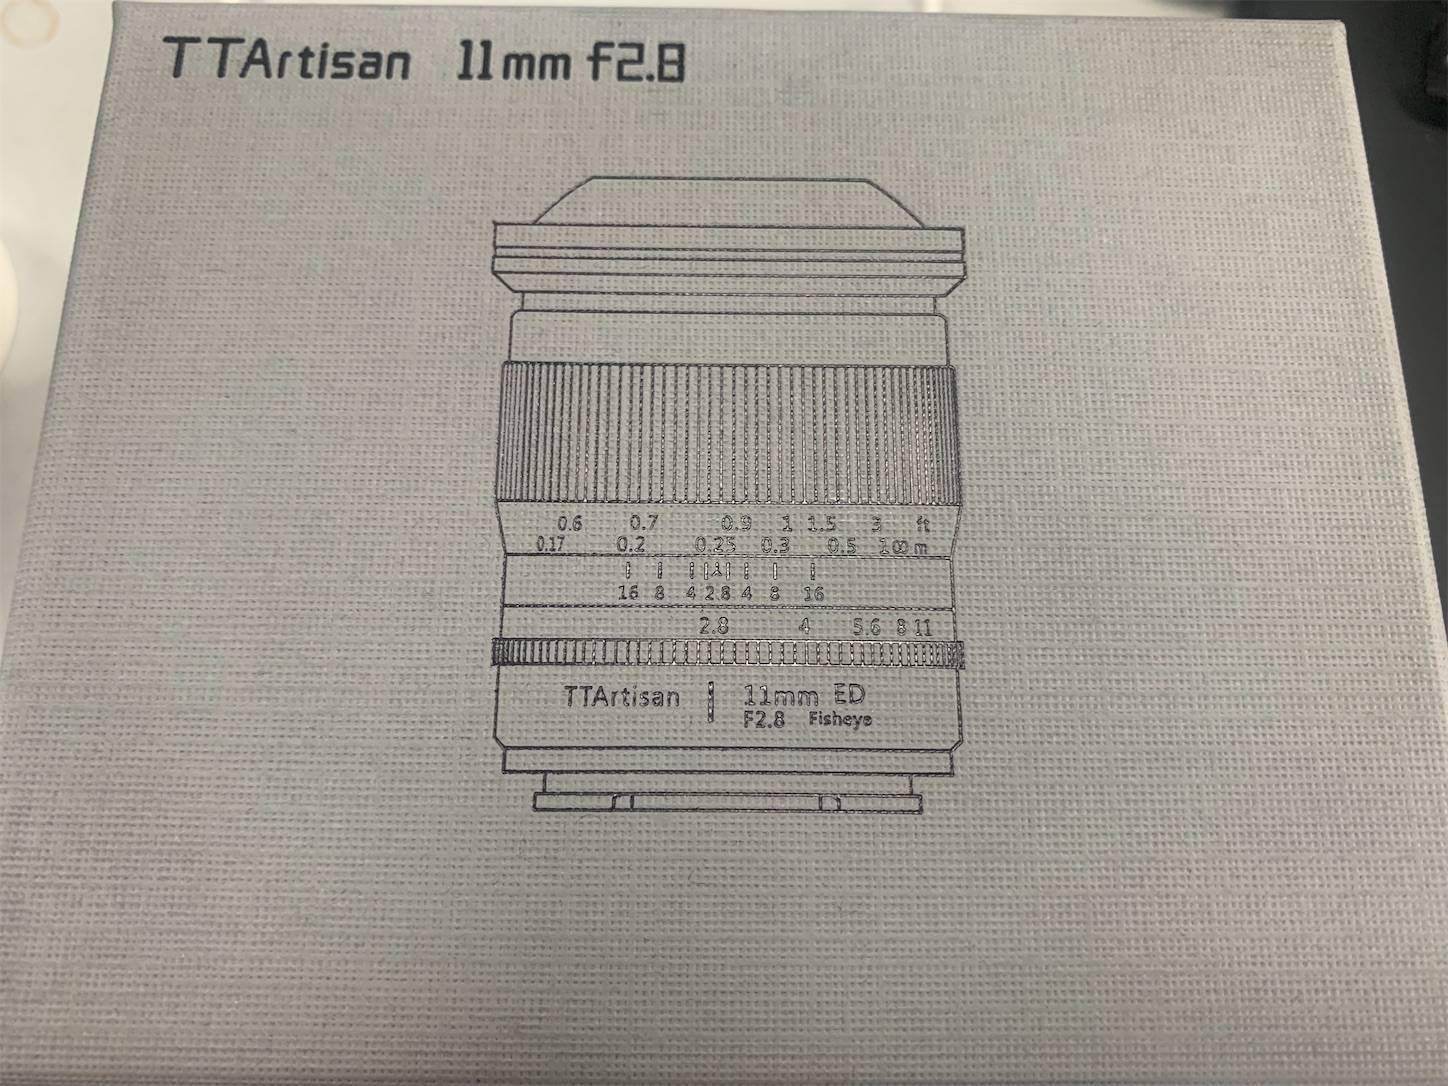 TTArtisan 11mm f2.8
0.6 0.7 0.9 1 1.5 3 ft
0.17 0.2 0.25 0.3 0.5 1 ∞ m
16 8 4 2.8 4 8 16
2.8 4 5.6 8 11
TTArtisan | 11mm ED
F2.8 Fisheye